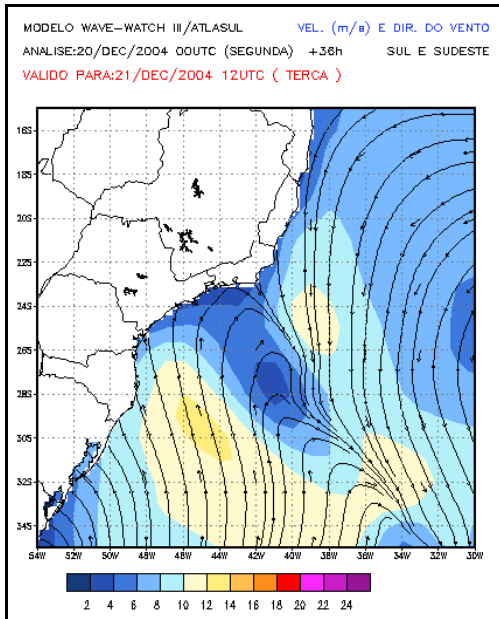 MODELO WAVE-WATCH III/ATLASUL VEL. (m/s) E DIR. DO VENTO
ANALISE:20/DEC/2004 00UTC (SEGUNDA) +36h SUL E SUDESTE
VALIDO PARA:21/DEC/2004 12UTC ( TERCA )
16S
18S
20S
22S
24S
26S
28S
30S
32S
34S
54W 52W 50W 48W 46W 44W 42W 40W 38W 36W 34W 32W 30W
2 4 6 8 10 12 14 16 18 20 22 24